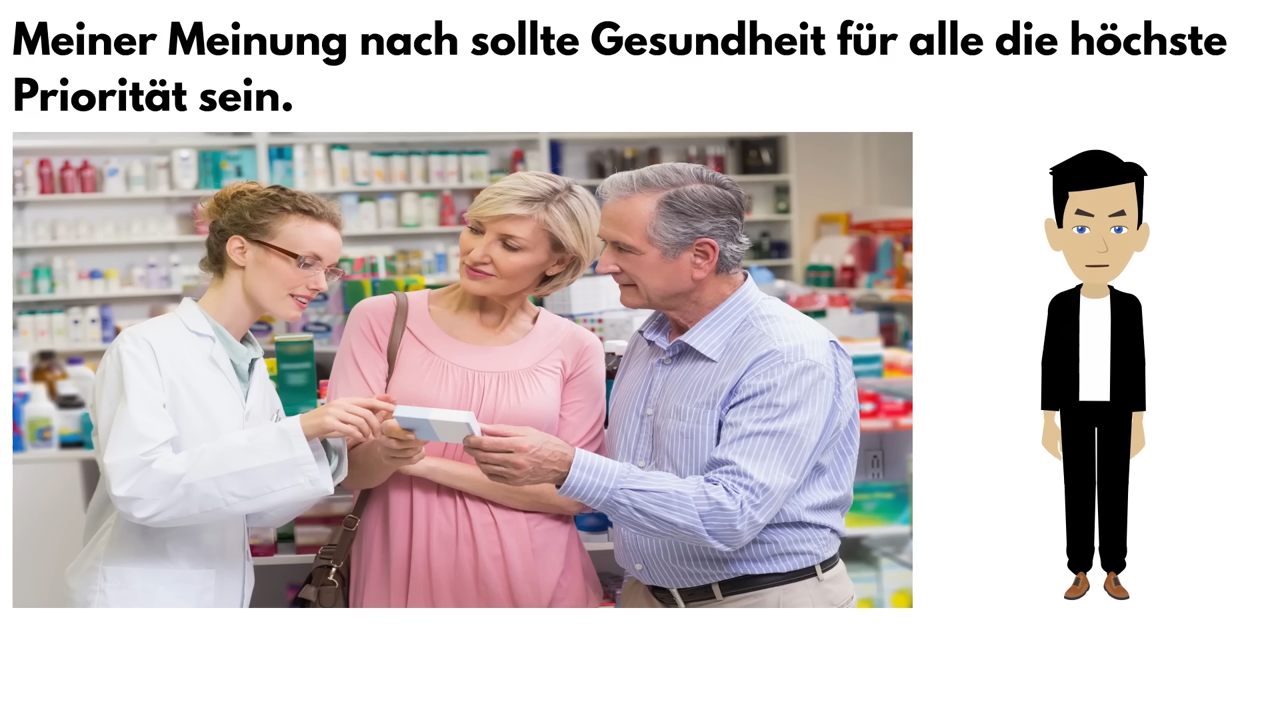 Meiner Meinung nach sollte Gesundheit für alle die höchste
Priorität sein.